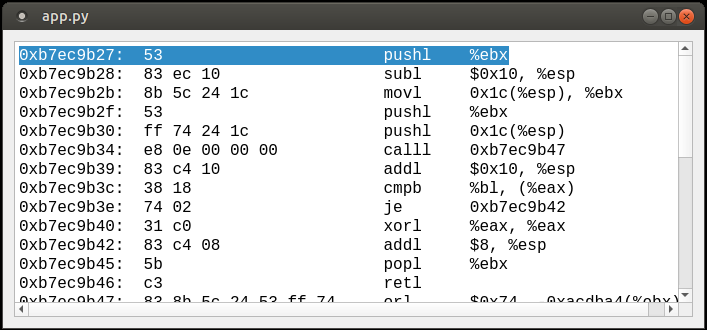 app.py
0xb7ec9b27: 53 pushl %ebx
0xb7ec9b28: 83 ec 10 subl $0x10, %esp
0xb7ec9b2b: 8b 5c 24 1c movl 0x1c(%esp), %ebx
0xb7ec9b2f: 53 pushl %ebx
0xb7ec9b30: ff 74 24 1c pushl 0x1c(%esp)
0xb7ec9b34: e8 0e 00 00 00 calll 0xb7ec9b47
0xb7ec9b39: 83 c4 10 addl $0x10, %esp
0xb7ec9b3c: 38 18 cmpb %bl, (%eax)
0xb7ec9b3e: 74 02 je 0xb7ec9b42
0xb7ec9b40: 31 c0 xorl %eax, %eax
0xb7ec9b42: 83 c4 08 addl $8, %esp
0xb7ec9b45: 5b popl %ebx
0xb7ec9b46: c3 retl
0xb7ec9b47: 83 8b 5c 24 53 ff 74 orl $0x74, -0xacdba4(%ebx)